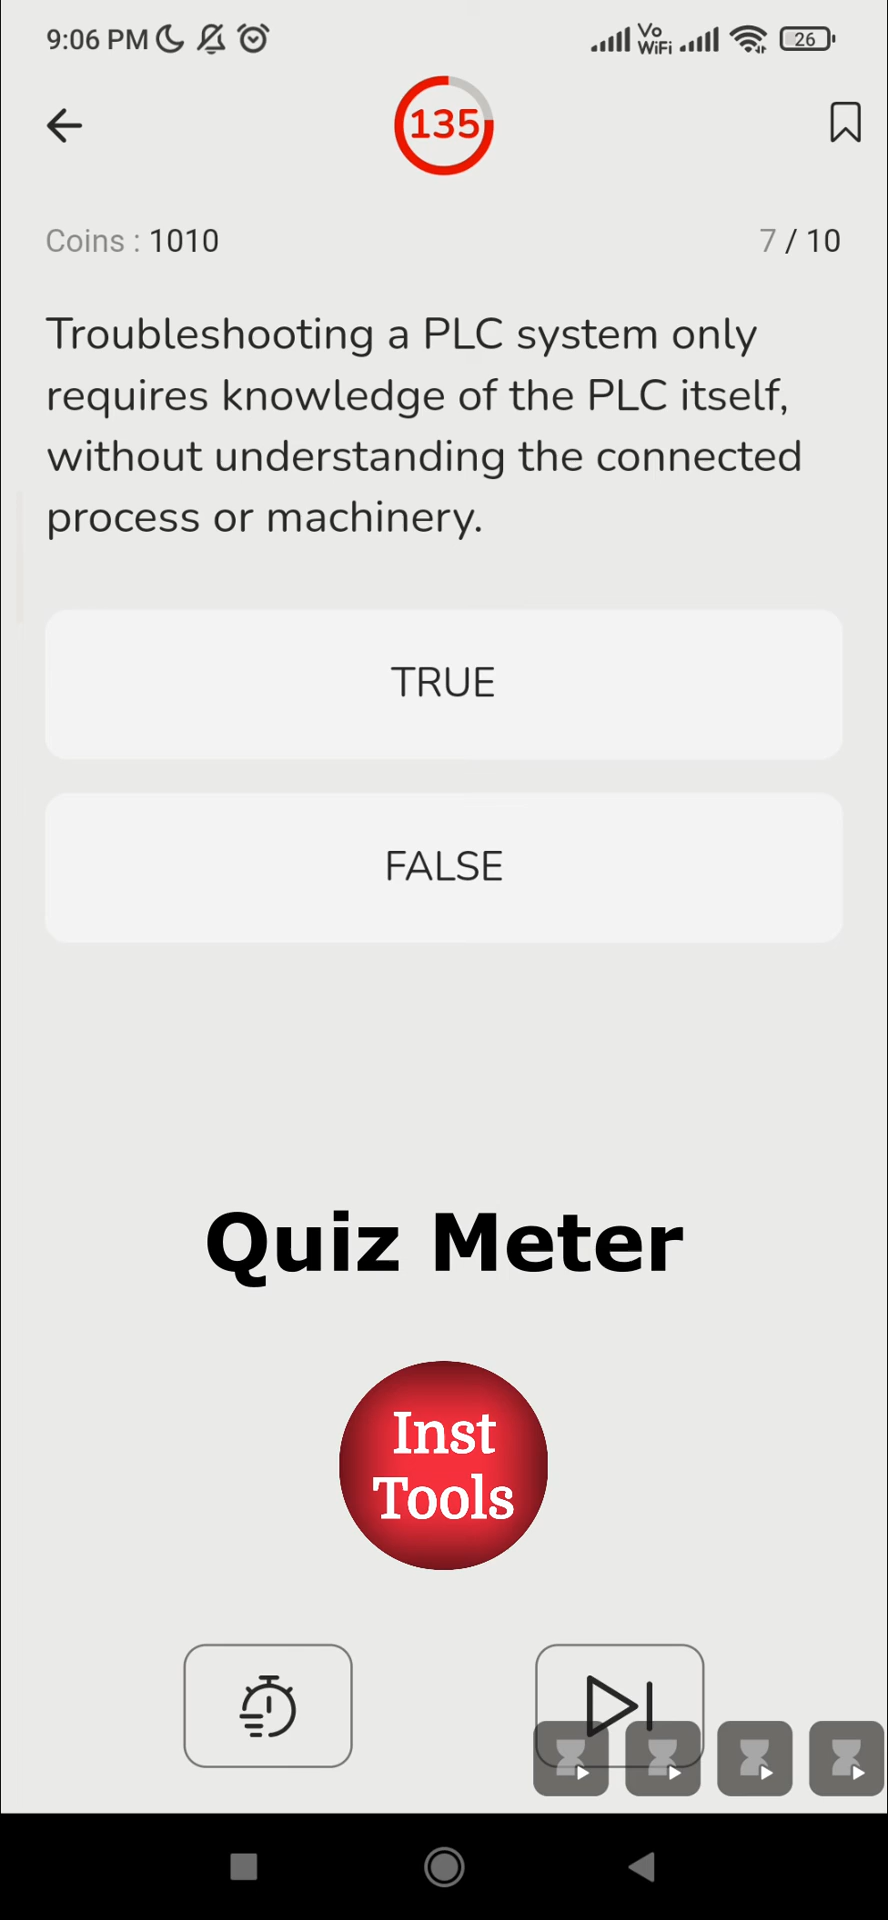 9:06 PM Vo WiFi 26
135
Coins : 1010 7 / 10
Troubleshooting a PLC system only
requires knowledge of the PLC itself,
without understanding the connected
process or machinery.
TRUE
FALSE
Quiz Meter
Inst
Tools